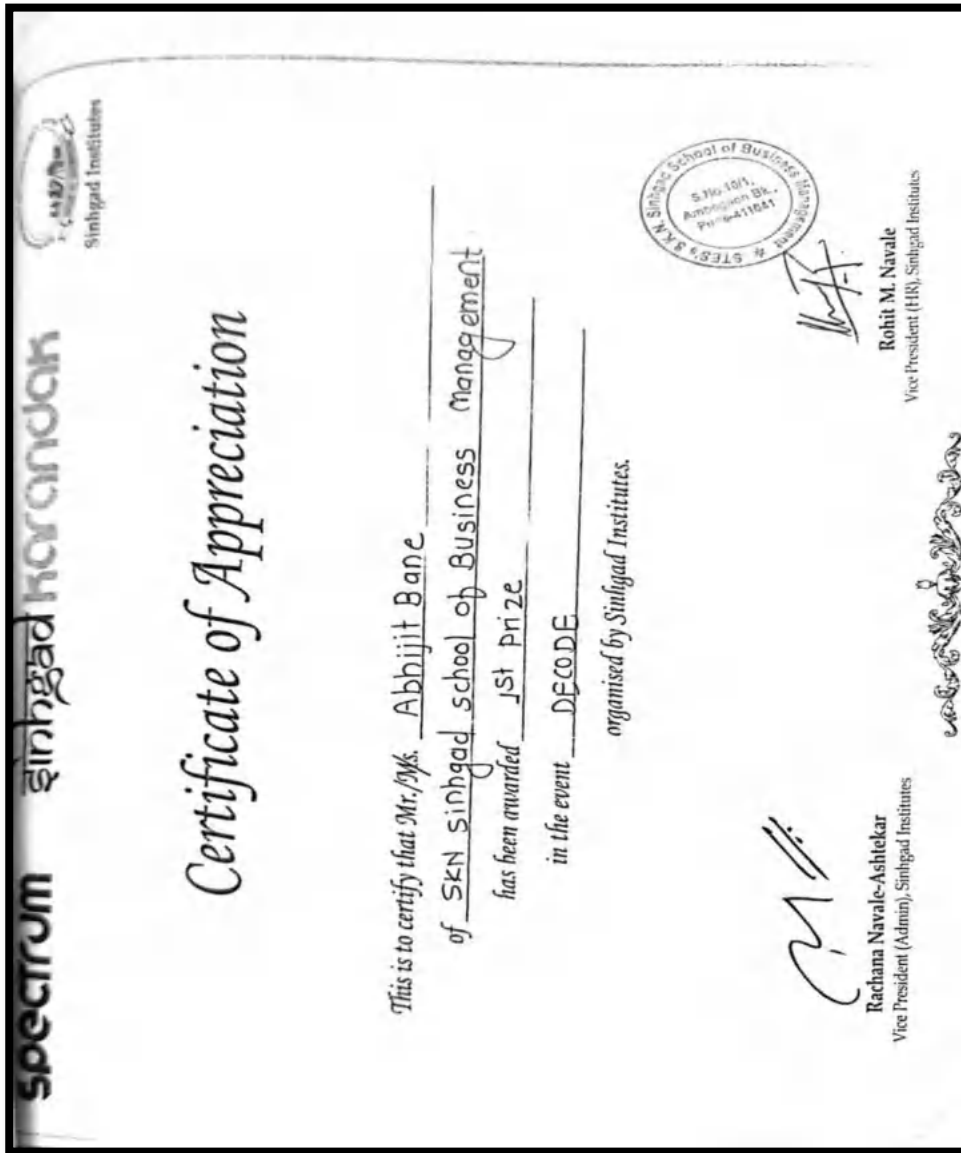 spectrum sinhgad karandak
Sinhgad Institutes
Certificate of Appreciation
This is to certify that Mr./Ms. Abhijit Bane
of SKN sinhgad school of Business Management
has been awarded 1st prize
in the event DECODE
organised by Sinhgad Institutes.
STES's S.K.N. Sinhgad School of Business Management
S.No.10/1,
Ambegaon Bk.,
Pune-411041
Rachana Navale-Ashtekar
Vice President (Admin), Sinhgad Institutes
Rohit M. Navale
Vice President (HR), Sinhgad Institutes